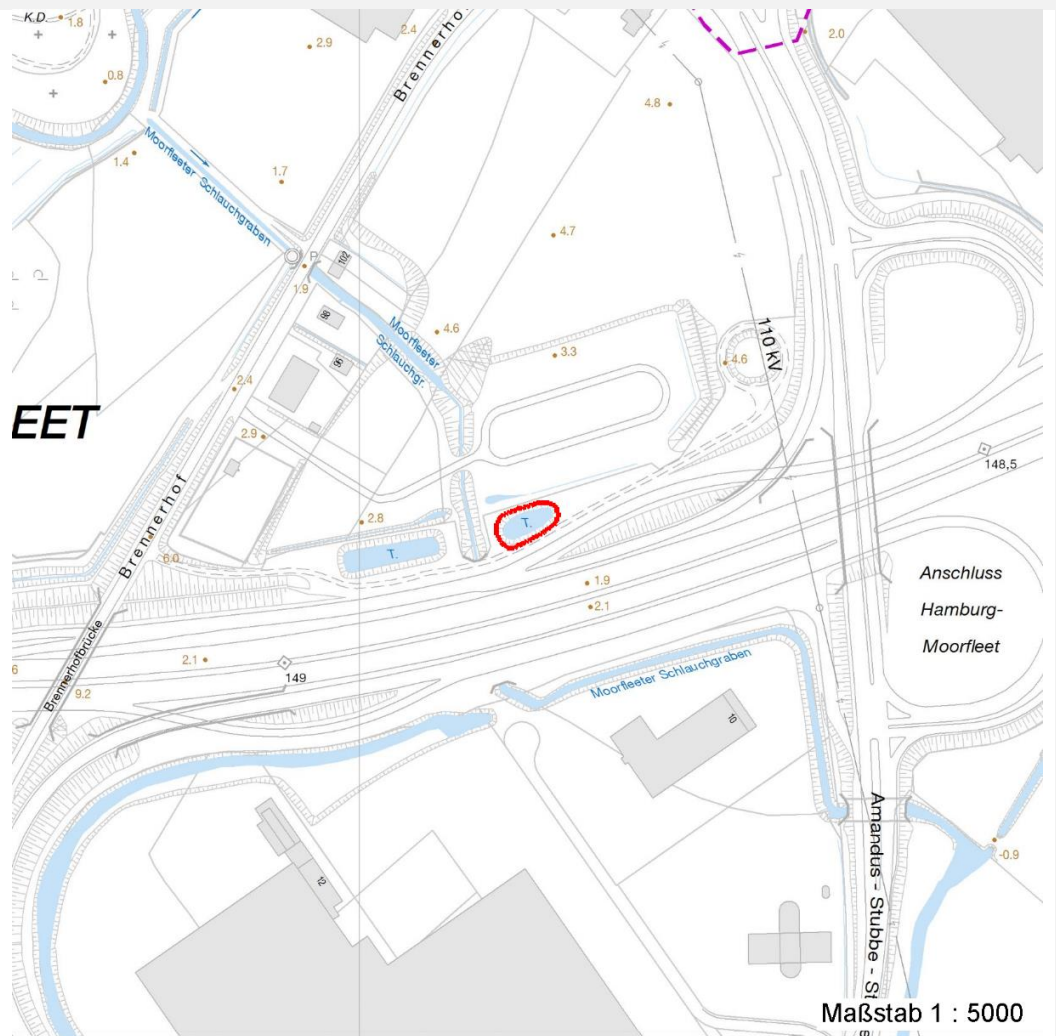 K.D.
1.8
2.9
2.4
2.0
0.8
Brennerhof
4.8
1.4
Moorfleeter Schlauchgraben
1.7
4.7
P
102
1.9
98
Moorfleeter
Schlauchgr.
4.6
110 kV
3.3
4.6
96
2.4
EET
2.9
148,5
Brennerhof
2.8
T.
T.
6.0
1.9
2.1
Anschluss
Hamburg-
Moorfleet
Brennerhofbrücke
6
2.1
149
9.2
Moorfleeter Schlauchgraben
10
12
Amandus - Stubbe - St
-0.9
Maßstab 1 : 5000